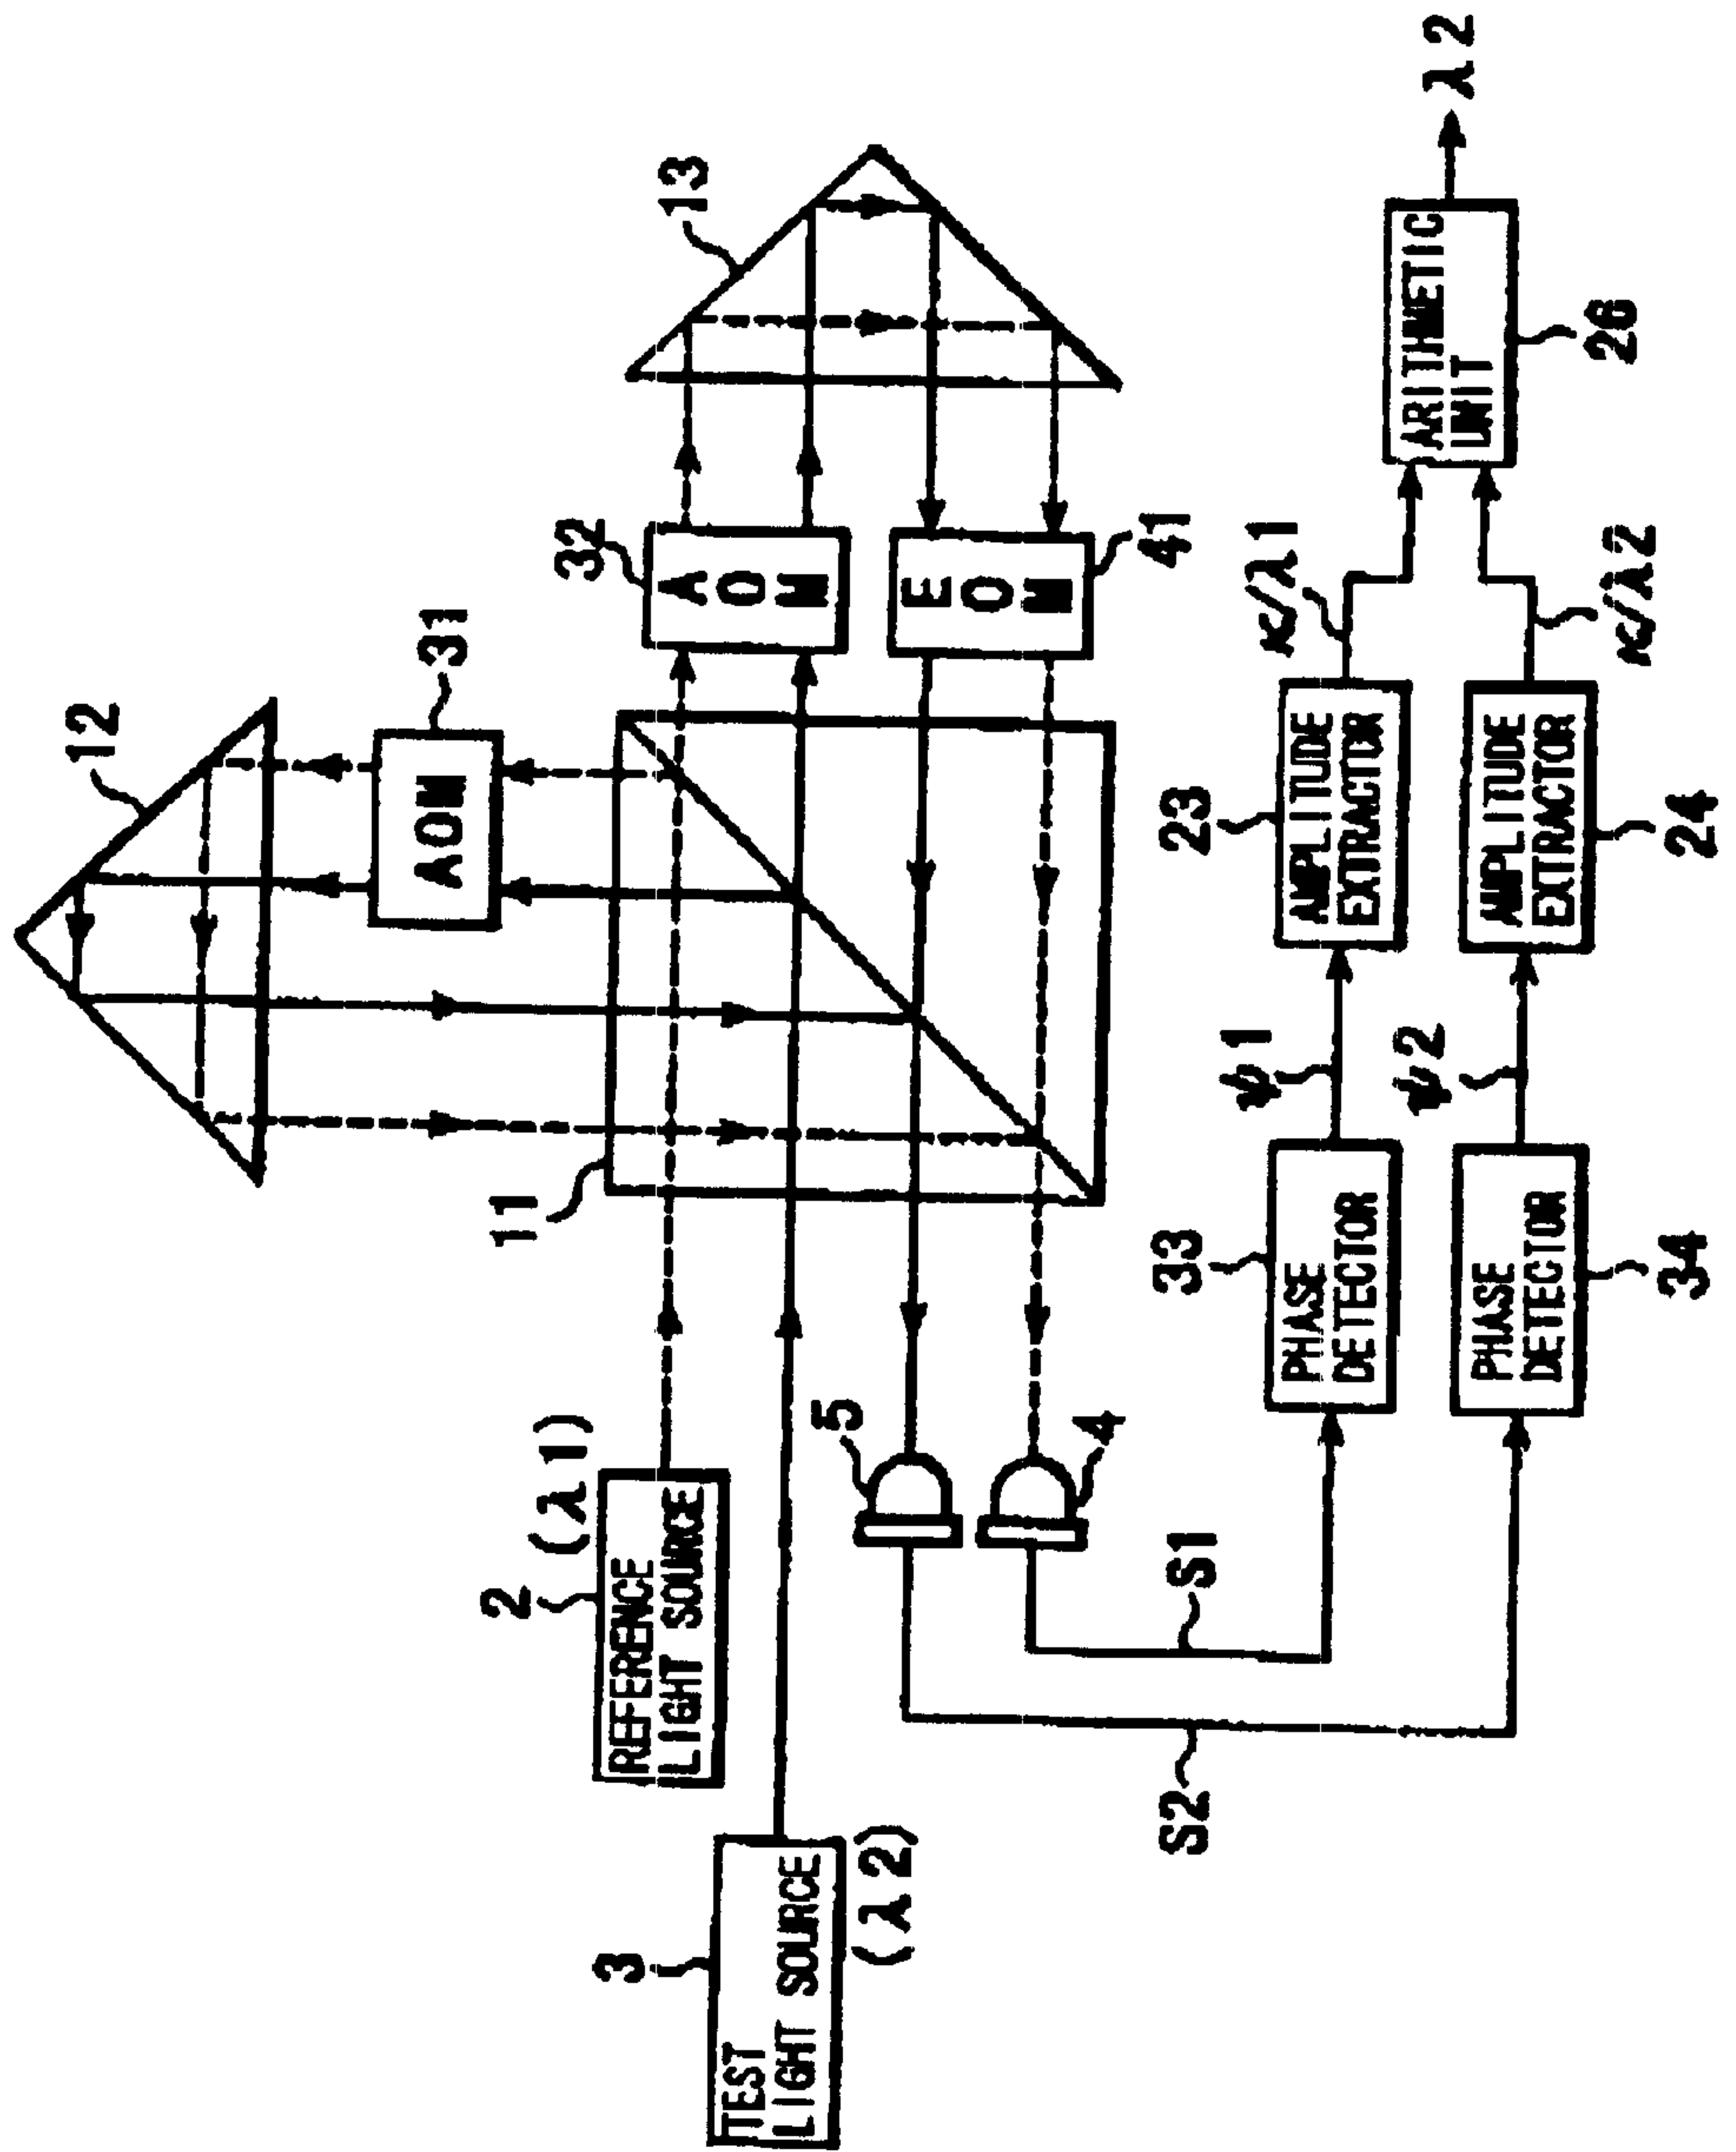 12
31
AOM
13
32
AOM
EOM
41
11
2
(λ1)
REFERENCE
LIGHT SOURCE
3
TEST
LIGHT SOURCE
(λ2)
5
4
S1
S2
33
PHASE
DETECTOR
ψ1
23
AMPLITUDE
EXTRACTOR
κ/λ1
PHASE
DETECTOR
34
ψ2
AMPLITUDE
EXTRACTOR
24
κ/λ2
ARITHMETIC
UNIT
26
λ2